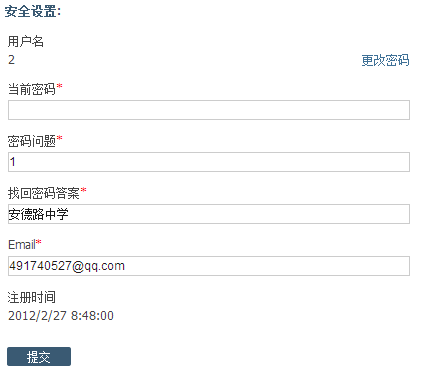 安全设置:
用户名
2
更改密码
当前密码*
密码问题*
1
找回密码答案*
安德路中学
Email*
491740527@qq.com
注册时间
2012/2/27 8:48:00
提交